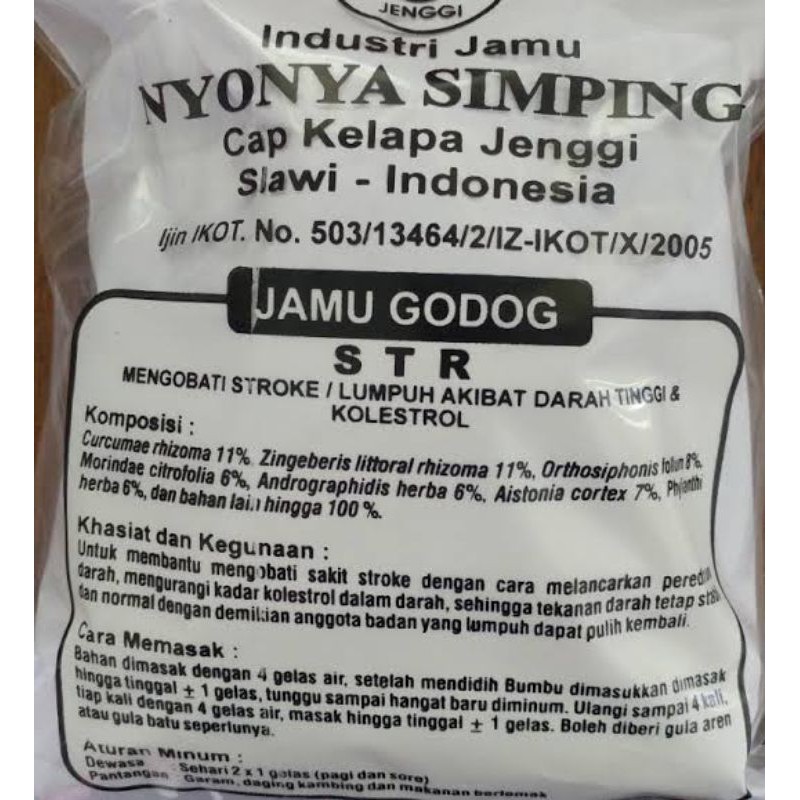 JENGGI
Industri Jamu
NYONYA SIMPING
Cap Kelapa Jenggi
Slawi - Indonesia
Ijin IKOT. No. 503/13464/2/IZ-IKOT/X/2005
JAMU GODOG
S T R
MENGOBATI STROKE / LUMPUH AKIBAT DARAH TINGGI &
KOLESTROL
Komposisi :
Curcumae rhizoma 11%. Zingeberis littoral rhizoma 11%, Orthosiphonis folium 8%,
Morindae citrofolia 6%, Andrographidis herba 6%, Aistonia cortex 7%, Phylanthi
herba 6%, dan bahan lain hingga 100 %.
Khasiat dan Kegunaan :
Untuk membantu mengobati sakit stroke dengan cara melancarkan
darah, mengurangi kadar kolestrol dalam darah, sehingga tekanan darah tetap
dan normal dengan demikian anggota badan yang lumpuh dapat pulih kembali.
Cara Memasak :
Bahan dimasak dengan 4 gelas air, setelah mendidih Bumbu dimasukkan dimasak
hingga tinggal ± 1 gelas, tunggu sampai hangat baru diminum. Ulangi sampai 4 kali,
tiap kali dengan 4 gelas air, masak hingga tinggal ± 1 gelas. Boleh diberi gula aren
atau gula batu seperlunya.
Aturan Minum :
Dewasa : Sehari 2 x 1 gelas (pagi dan sore)
Pantangan : Garam, daging kambing dan makanan berlemak